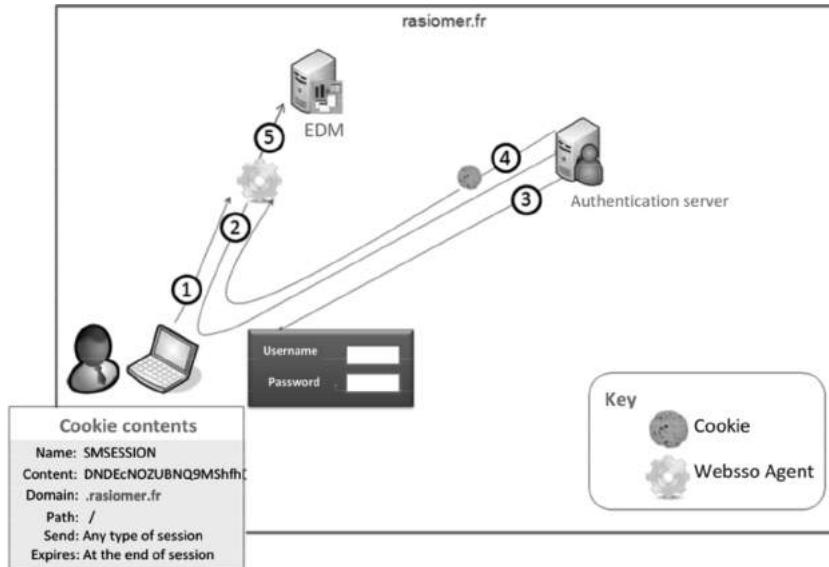 rasiomer.fr
5
EDM
4
Authentication server
3
2
1
Username
Password
Cookie contents
Name: SMSESSION
Content: DNDEcNOZUBNQ9MShfh
Domain: .rasiomer.fr
Path: /
Send: Any type of session
Expires: At the end of session
Key
Cookie
Websso Agent